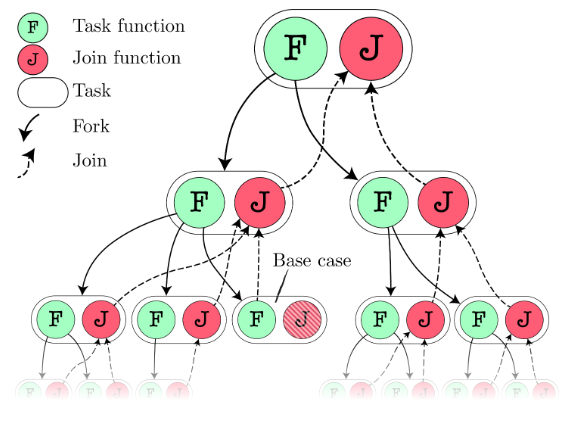 F
Task function
J
Join function
Task
Fork
Join
F J
F J
F J
Base case
F J
F J
F J
F J
F J
F J F J F J
F J F J F J F J